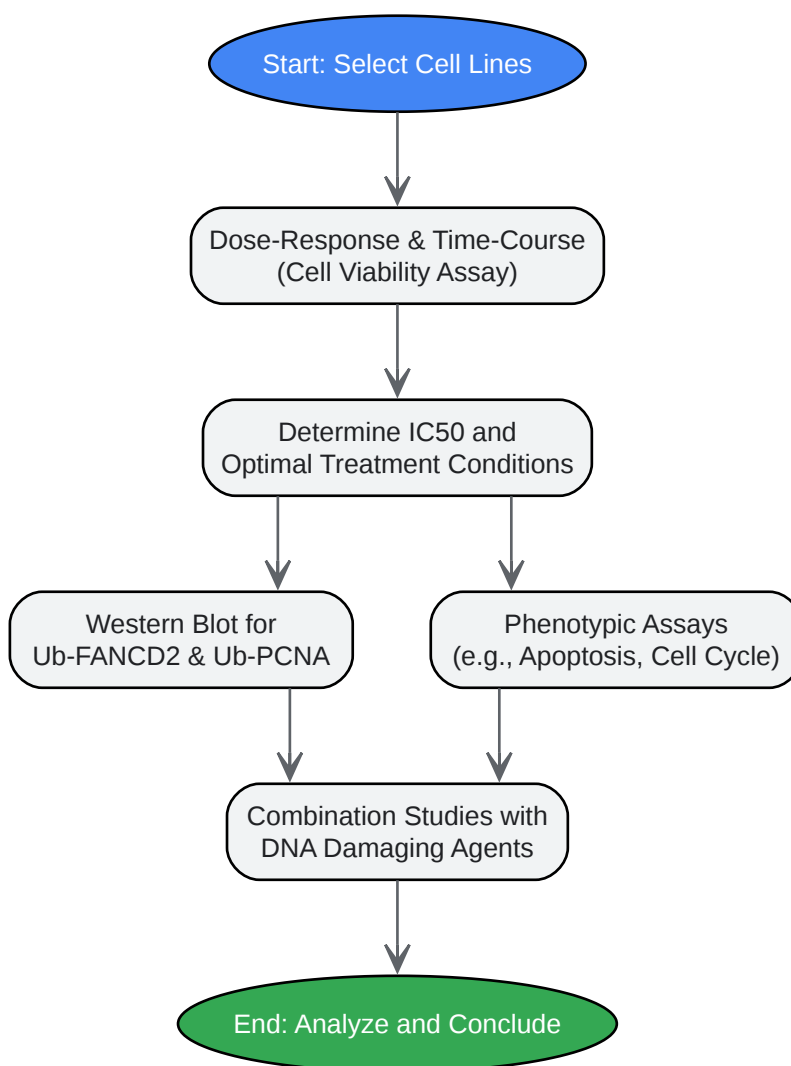 Start: Select Cell Lines
Dose-Response & Time-Course
(Cell Viability Assay)
Determine IC50 and
Optimal Treatment Conditions
Western Blot for
Ub-FANCD2 & Ub-PCNA
Phenotypic Assays
(e.g., Apoptosis, Cell Cycle)
Combination Studies with
DNA Damaging Agents
End: Analyze and Conclude